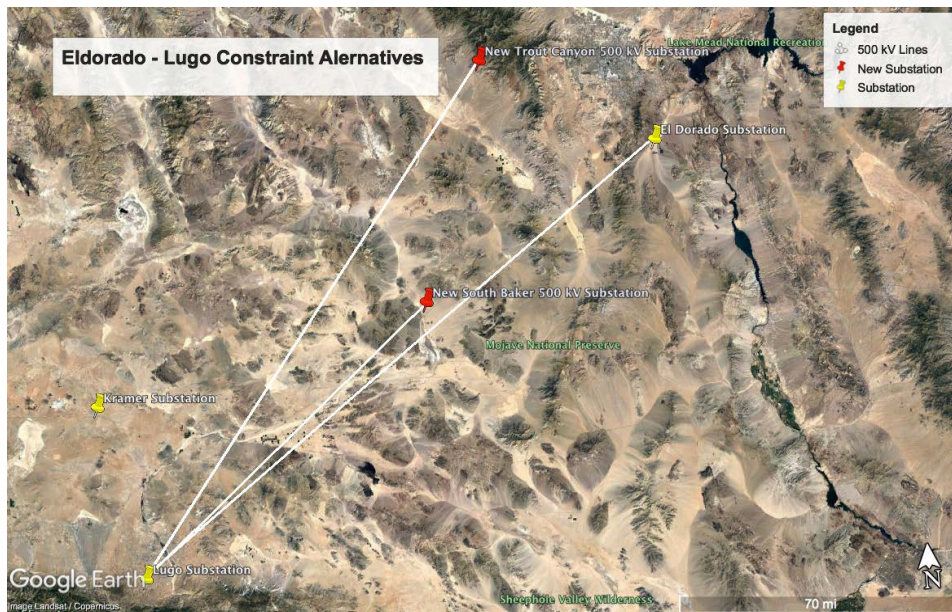 Eldorado - Lugo Constraint Alernatives
New Trout Canyon 500 kV Substation
Lake Mead National Recreation
Legend
500 kV Lines
New Substation
Substation
El Dorado Substation
New South Baker 500 kV Substation
Mojave National Preserve
Kramer Substation
Lugo Substation
Google Earth
Image Landsat / Copernicus
Sheephole Valley Wilderness
70 mi
N